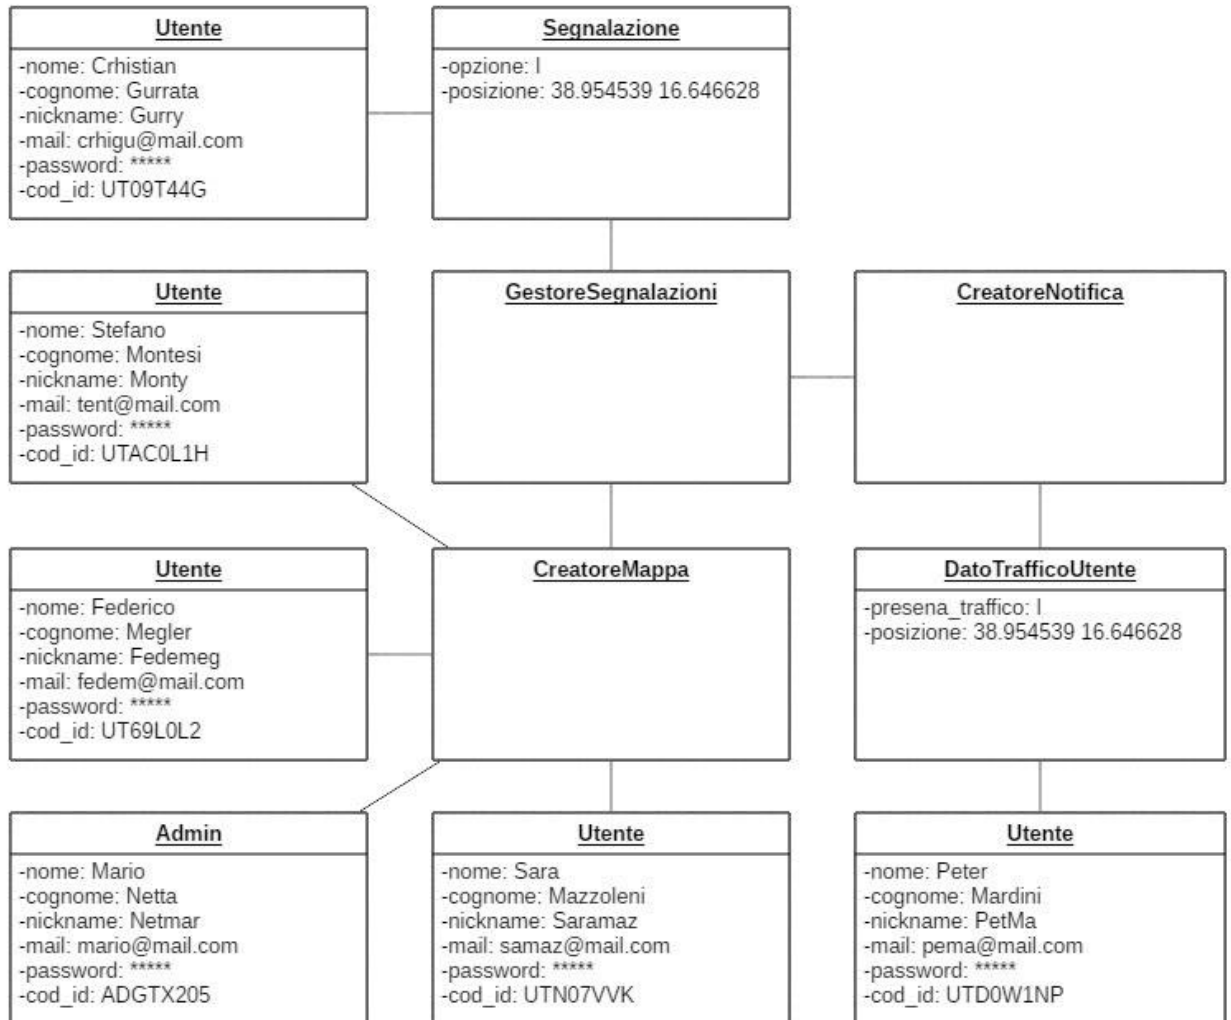 Utente
-nome: Crhistian
-cognome: Gurrata
-nickname: Gurry
-mail: crhigu@mail.com
-password: *****
-cod_id: UT09T44G
Segnalazione
-opzione: I
-posizione: 38.954539 16.646628
Utente
-nome: Stefano
-cognome: Montesi
-nickname: Monty
-mail: tent@mail.com
-password: *****
-cod_id: UTAC0L1H
GestoreSegnalazioni
CreatoreNotifica
Utente
-nome: Federico
-cognome: Megler
-nickname: Fedemeg
-mail: fedem@mail.com
-password: *****
-cod_id: UT69L0L2
CreatoreMappa
DatoTrafficoUtente
-presena_traffico: I
-posizione: 38.954539 16.646628
Admin
-nome: Mario
-cognome: Netta
-nickname: Netmar
-mail: mario@mail.com
-password: *****
-cod_id: ADGTX205
Utente
-nome: Sara
-cognome: Mazzoleni
-nickname: Saramaz
-mail: samaz@mail.com
-password: *****
-cod_id: UTN07VVK
Utente
-nome: Peter
-cognome: Mardini
-nickname: PetMa
-mail: pema@mail.com
-password: *****
-cod_id: UTD0W1NP